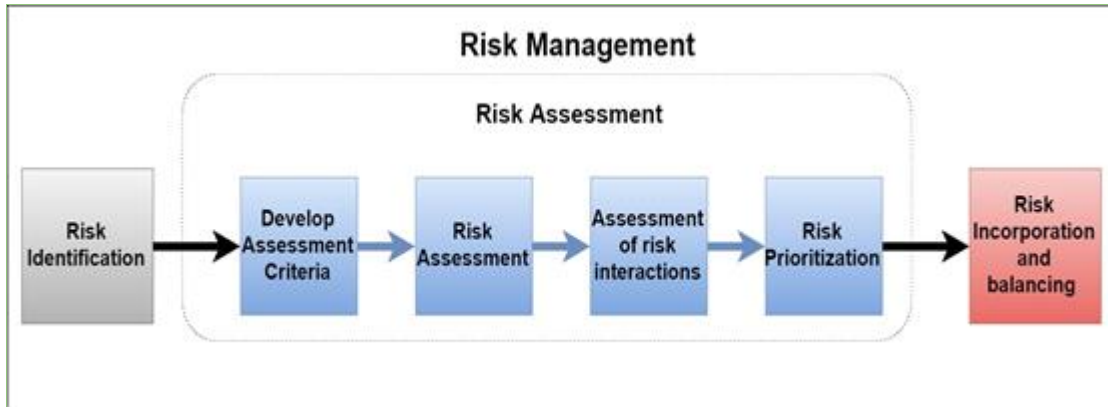 Risk Management
Risk Assessment
Risk
Identification
Develop
Assessment
Criteria
Risk
Assessment
Assessment
of risk
interactions
Risk
Prioritization
Risk
Incorporation
and
balancing